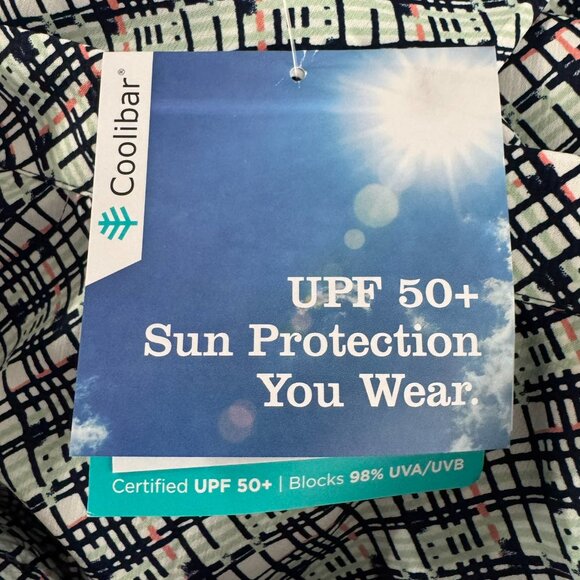 Coolibar®
UPF 50+
Sun Protection
You Wear.
Certified UPF 50+ | Blocks 98% UVA/UVB